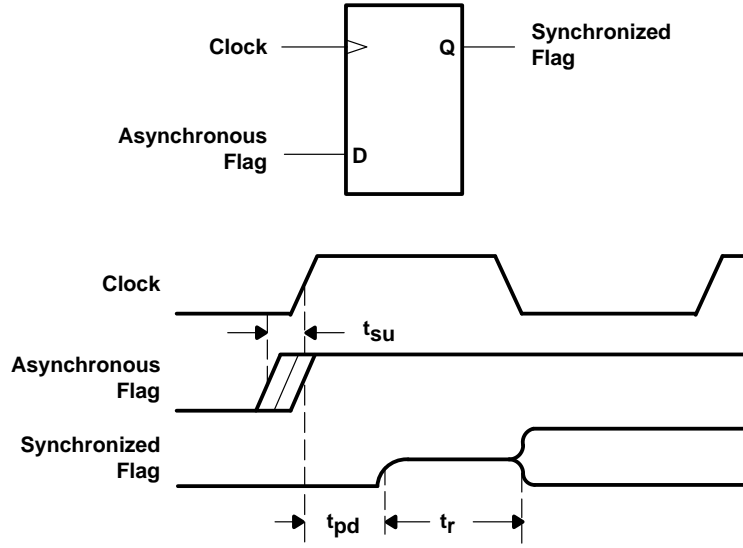 Clock
Q
Synchronized
Flag
Asynchronous
Flag
D
Clock
tsu
Asynchronous
Flag
Synchronized
Flag
tpd
tr